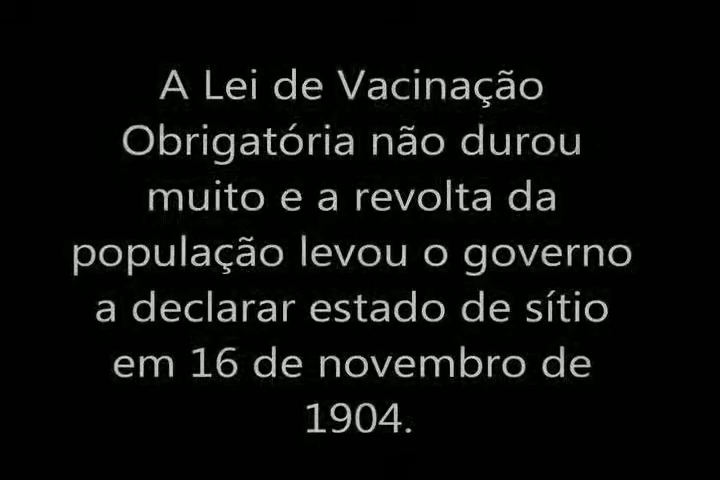 A Lei de Vacinação
Obrigatória não durou
muito e a revolta da
população levou o governo
a declarar estado de sítio
em 16 de novembro de
1904.